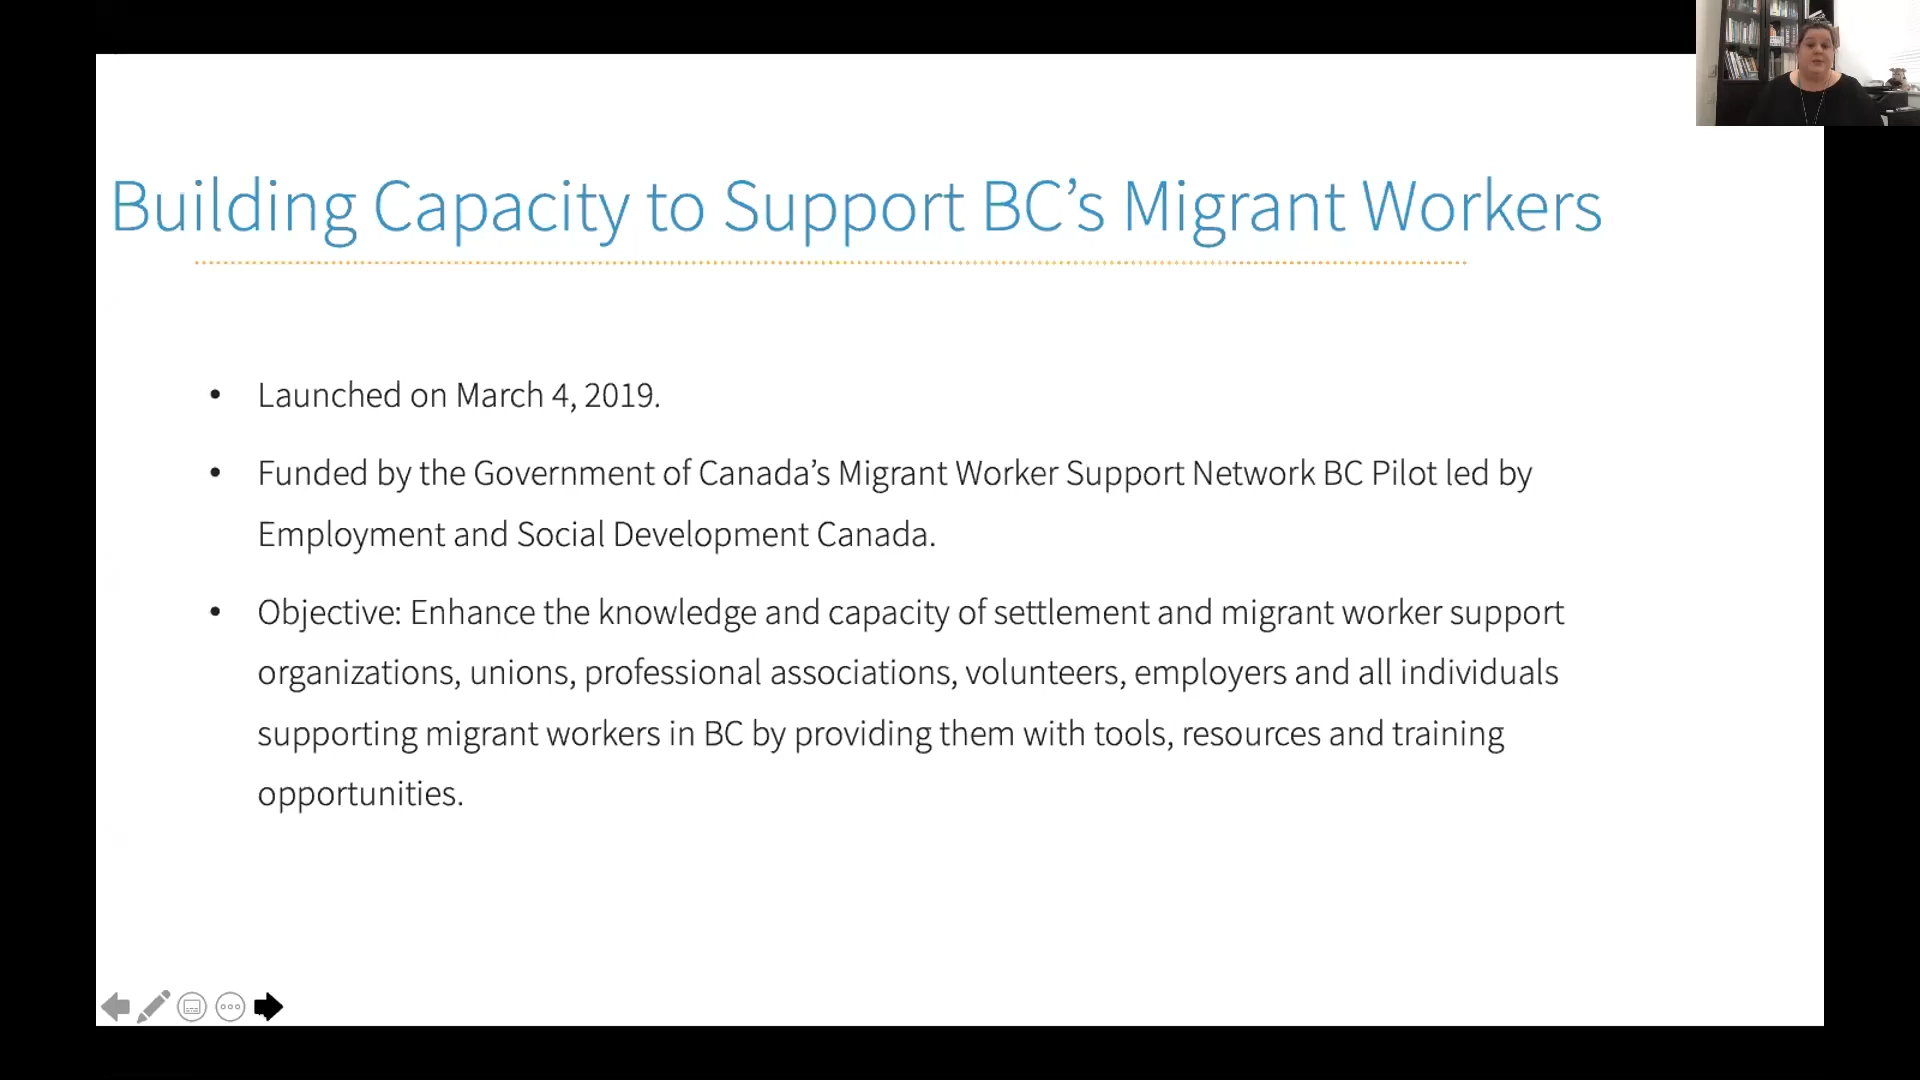 Building Capacity to Support BC’s Migrant Workers
• Launched on March 4, 2019.
• Funded by the Government of Canada’s Migrant Worker Support Network BC Pilot led by
Employment and Social Development Canada.
• Objective: Enhance the knowledge and capacity of settlement and migrant worker support
organizations, unions, professional associations, volunteers, employers and all individuals
supporting migrant workers in BC by providing them with tools, resources and training
opportunities.